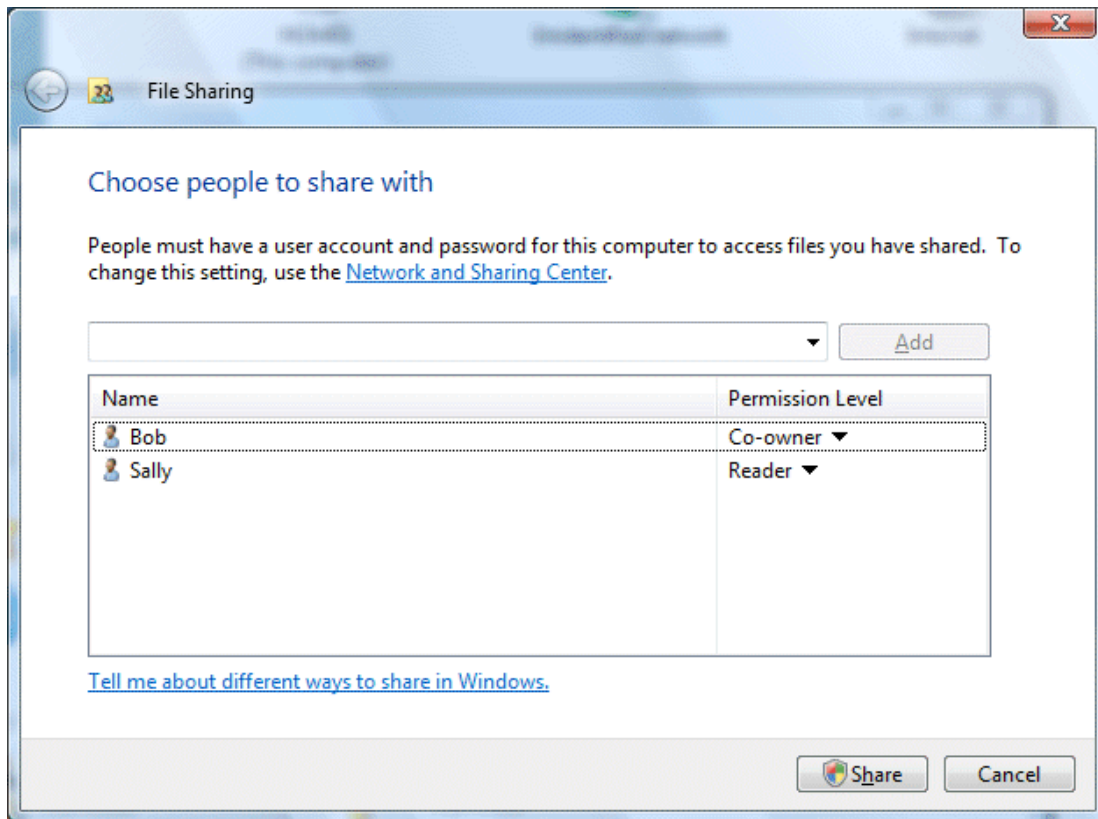 File Sharing
Choose people to share with
People must have a user account and password for this computer to access files you have shared.  To
change this setting, use the Network and Sharing Center.
Add
Name Permission Level
Bob Co-owner
Sally Reader
Tell me about different ways to share in Windows.
Share Cancel